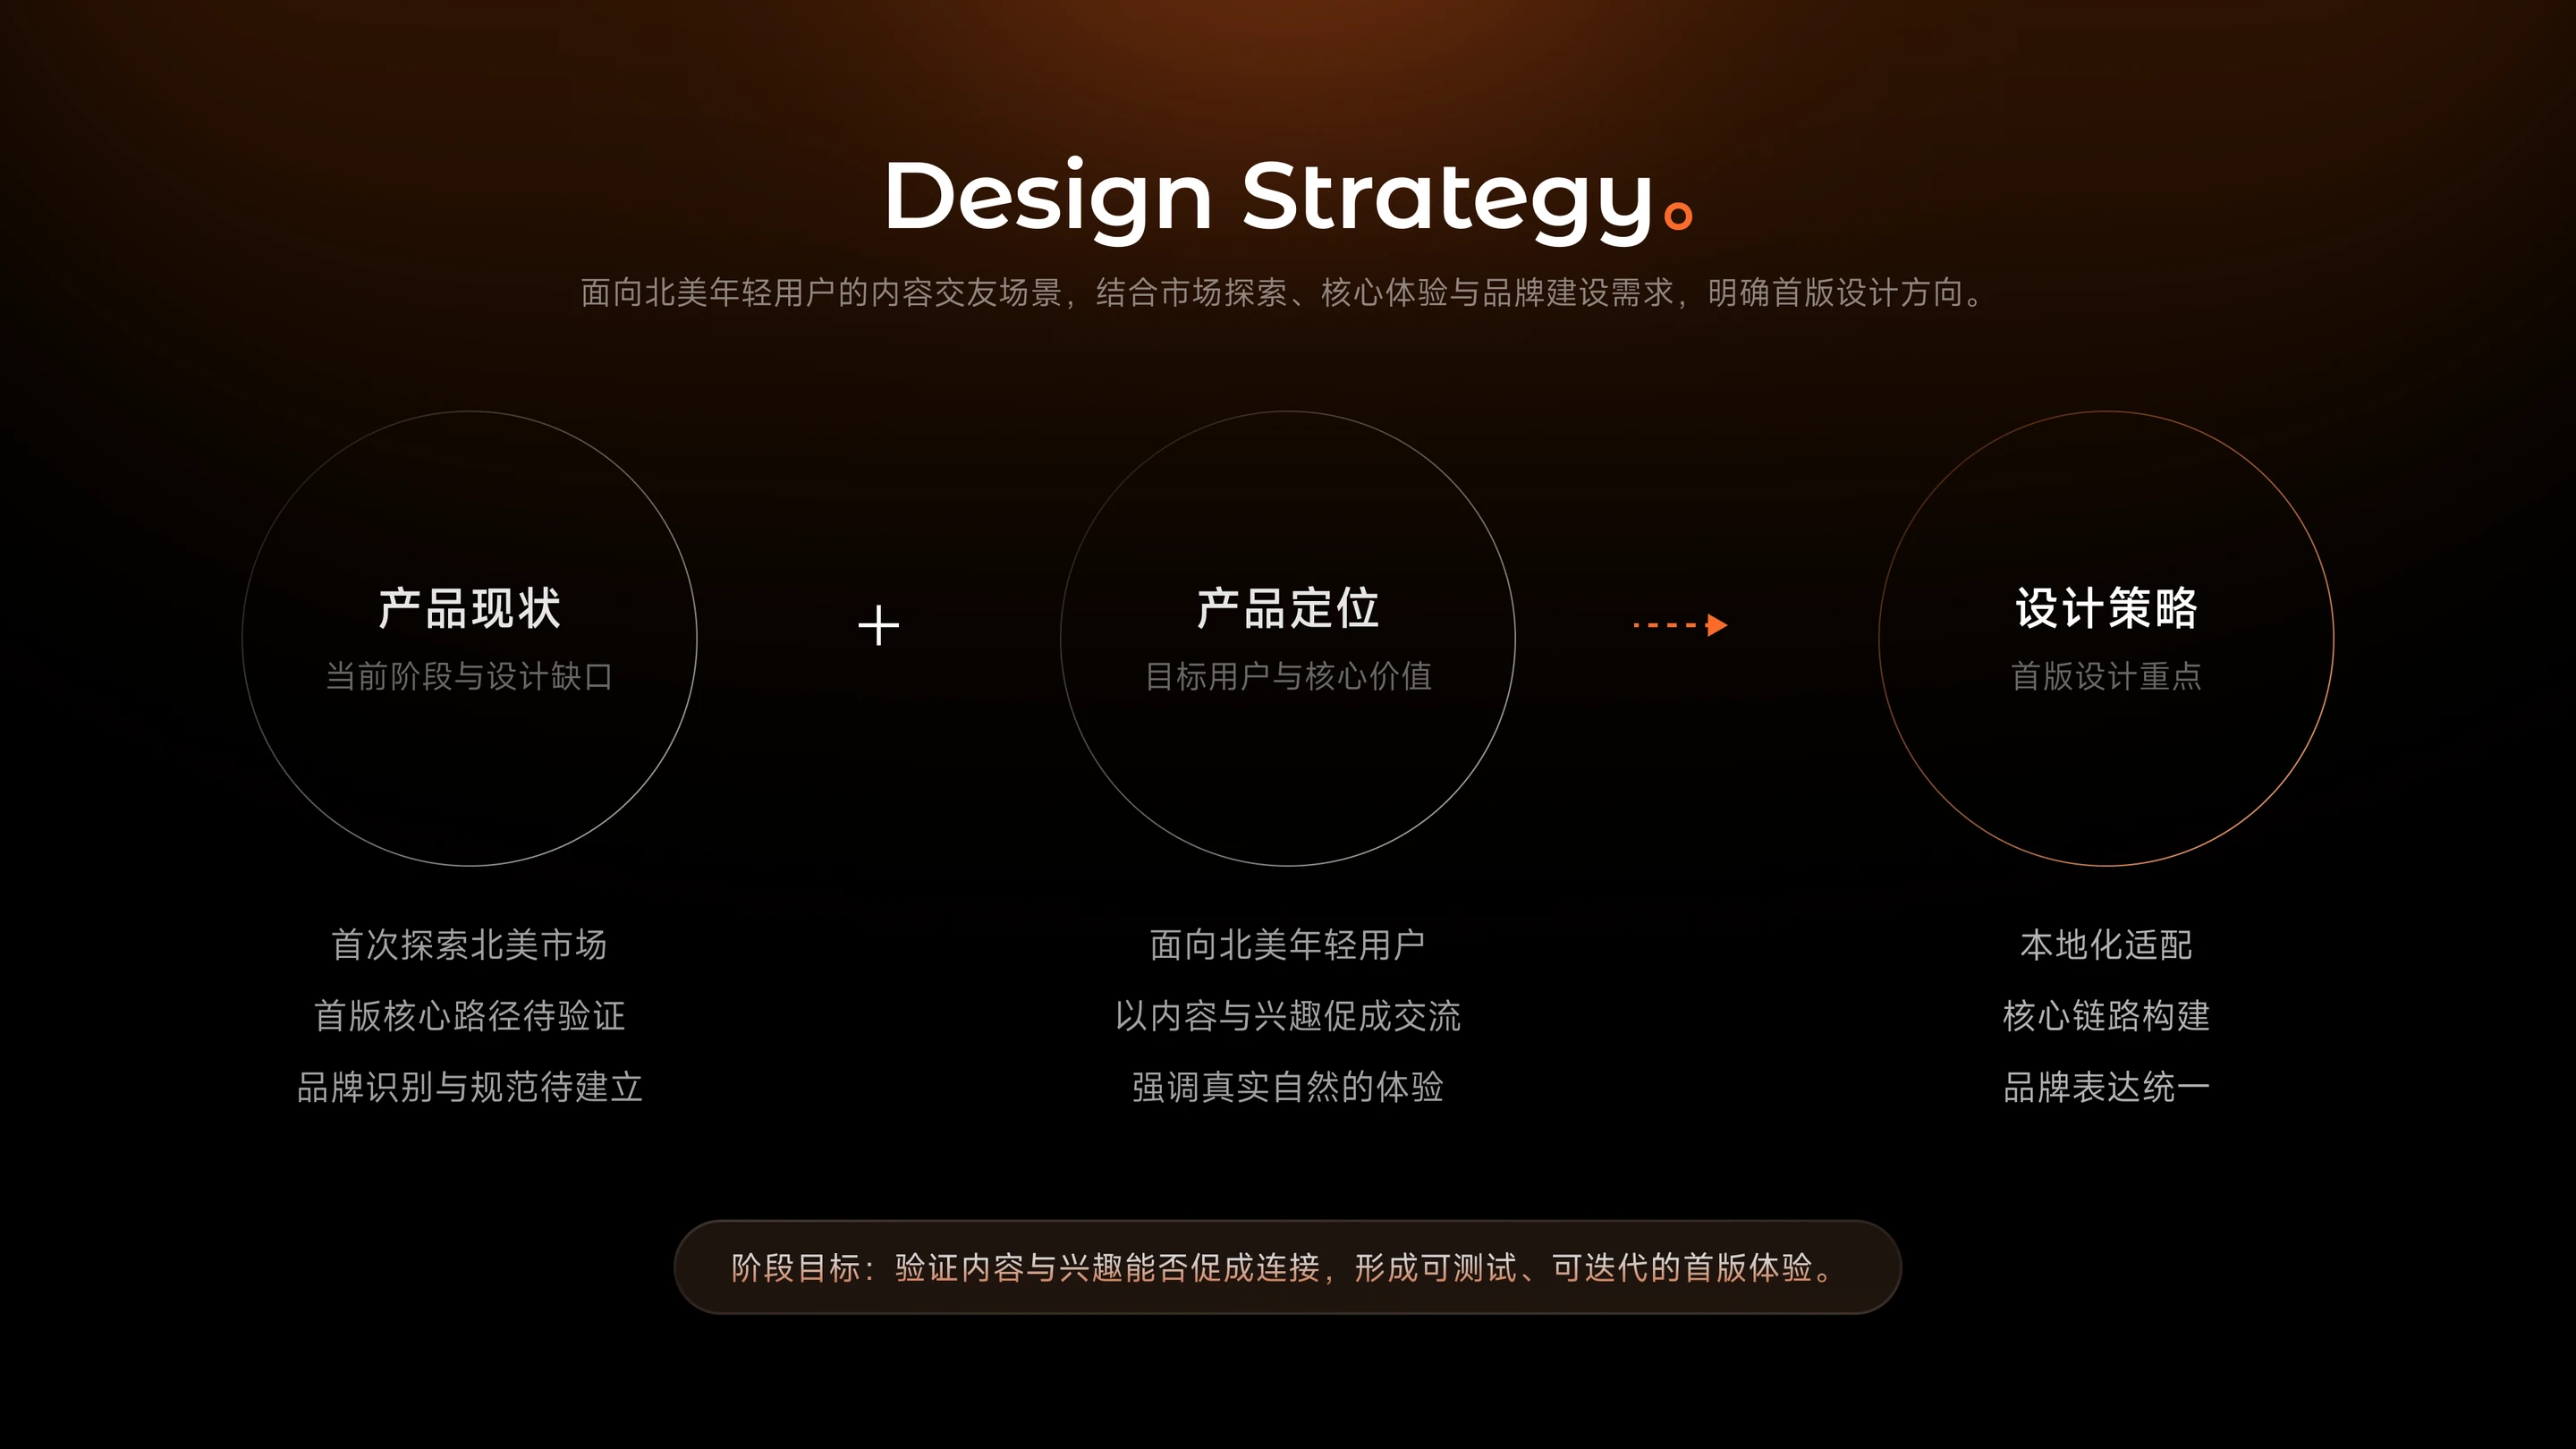 Design Strategy
面向北美年轻用户的内容交友场景，结合市场探索、核心体验与品牌建设需求，明确首版设计方向。
产品现状
当前阶段与设计缺口
+
产品定位
目标用户与核心价值
设计策略
首版设计重点
首次探索北美市场
首版核心路径待验证
品牌识别与规范待建立
面向北美年轻用户
以内容与兴趣促成交流
强调真实自然的体验
本地化适配
核心链路构建
品牌表达统一
阶段目标：验证内容与兴趣能否促成连接，形成可测试、可迭代的首版体验。